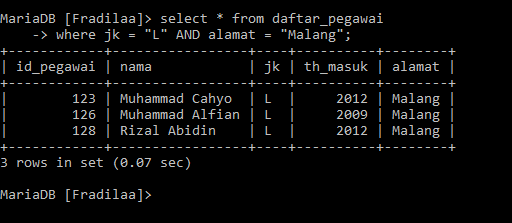 MariaDB [Fradilaa]> select * from daftar_pegawai
    -> where jk = "L" AND alamat = "Malang";
+------------+-----------------+----+----------+--------+
| id_pegawai | nama            | jk | th_masuk | alamat |
+------------+-----------------+----+----------+--------+
|        123 | Muhammad Cahyo  | L  |     2012 | Malang |
|        126 | Muhammad Alfian | L  |     2009 | Malang |
|        128 | Rizal Abidin    | L  |     2012 | Malang |
+------------+-----------------+----+----------+--------+
3 rows in set (0.07 sec)

MariaDB [Fradilaa]>